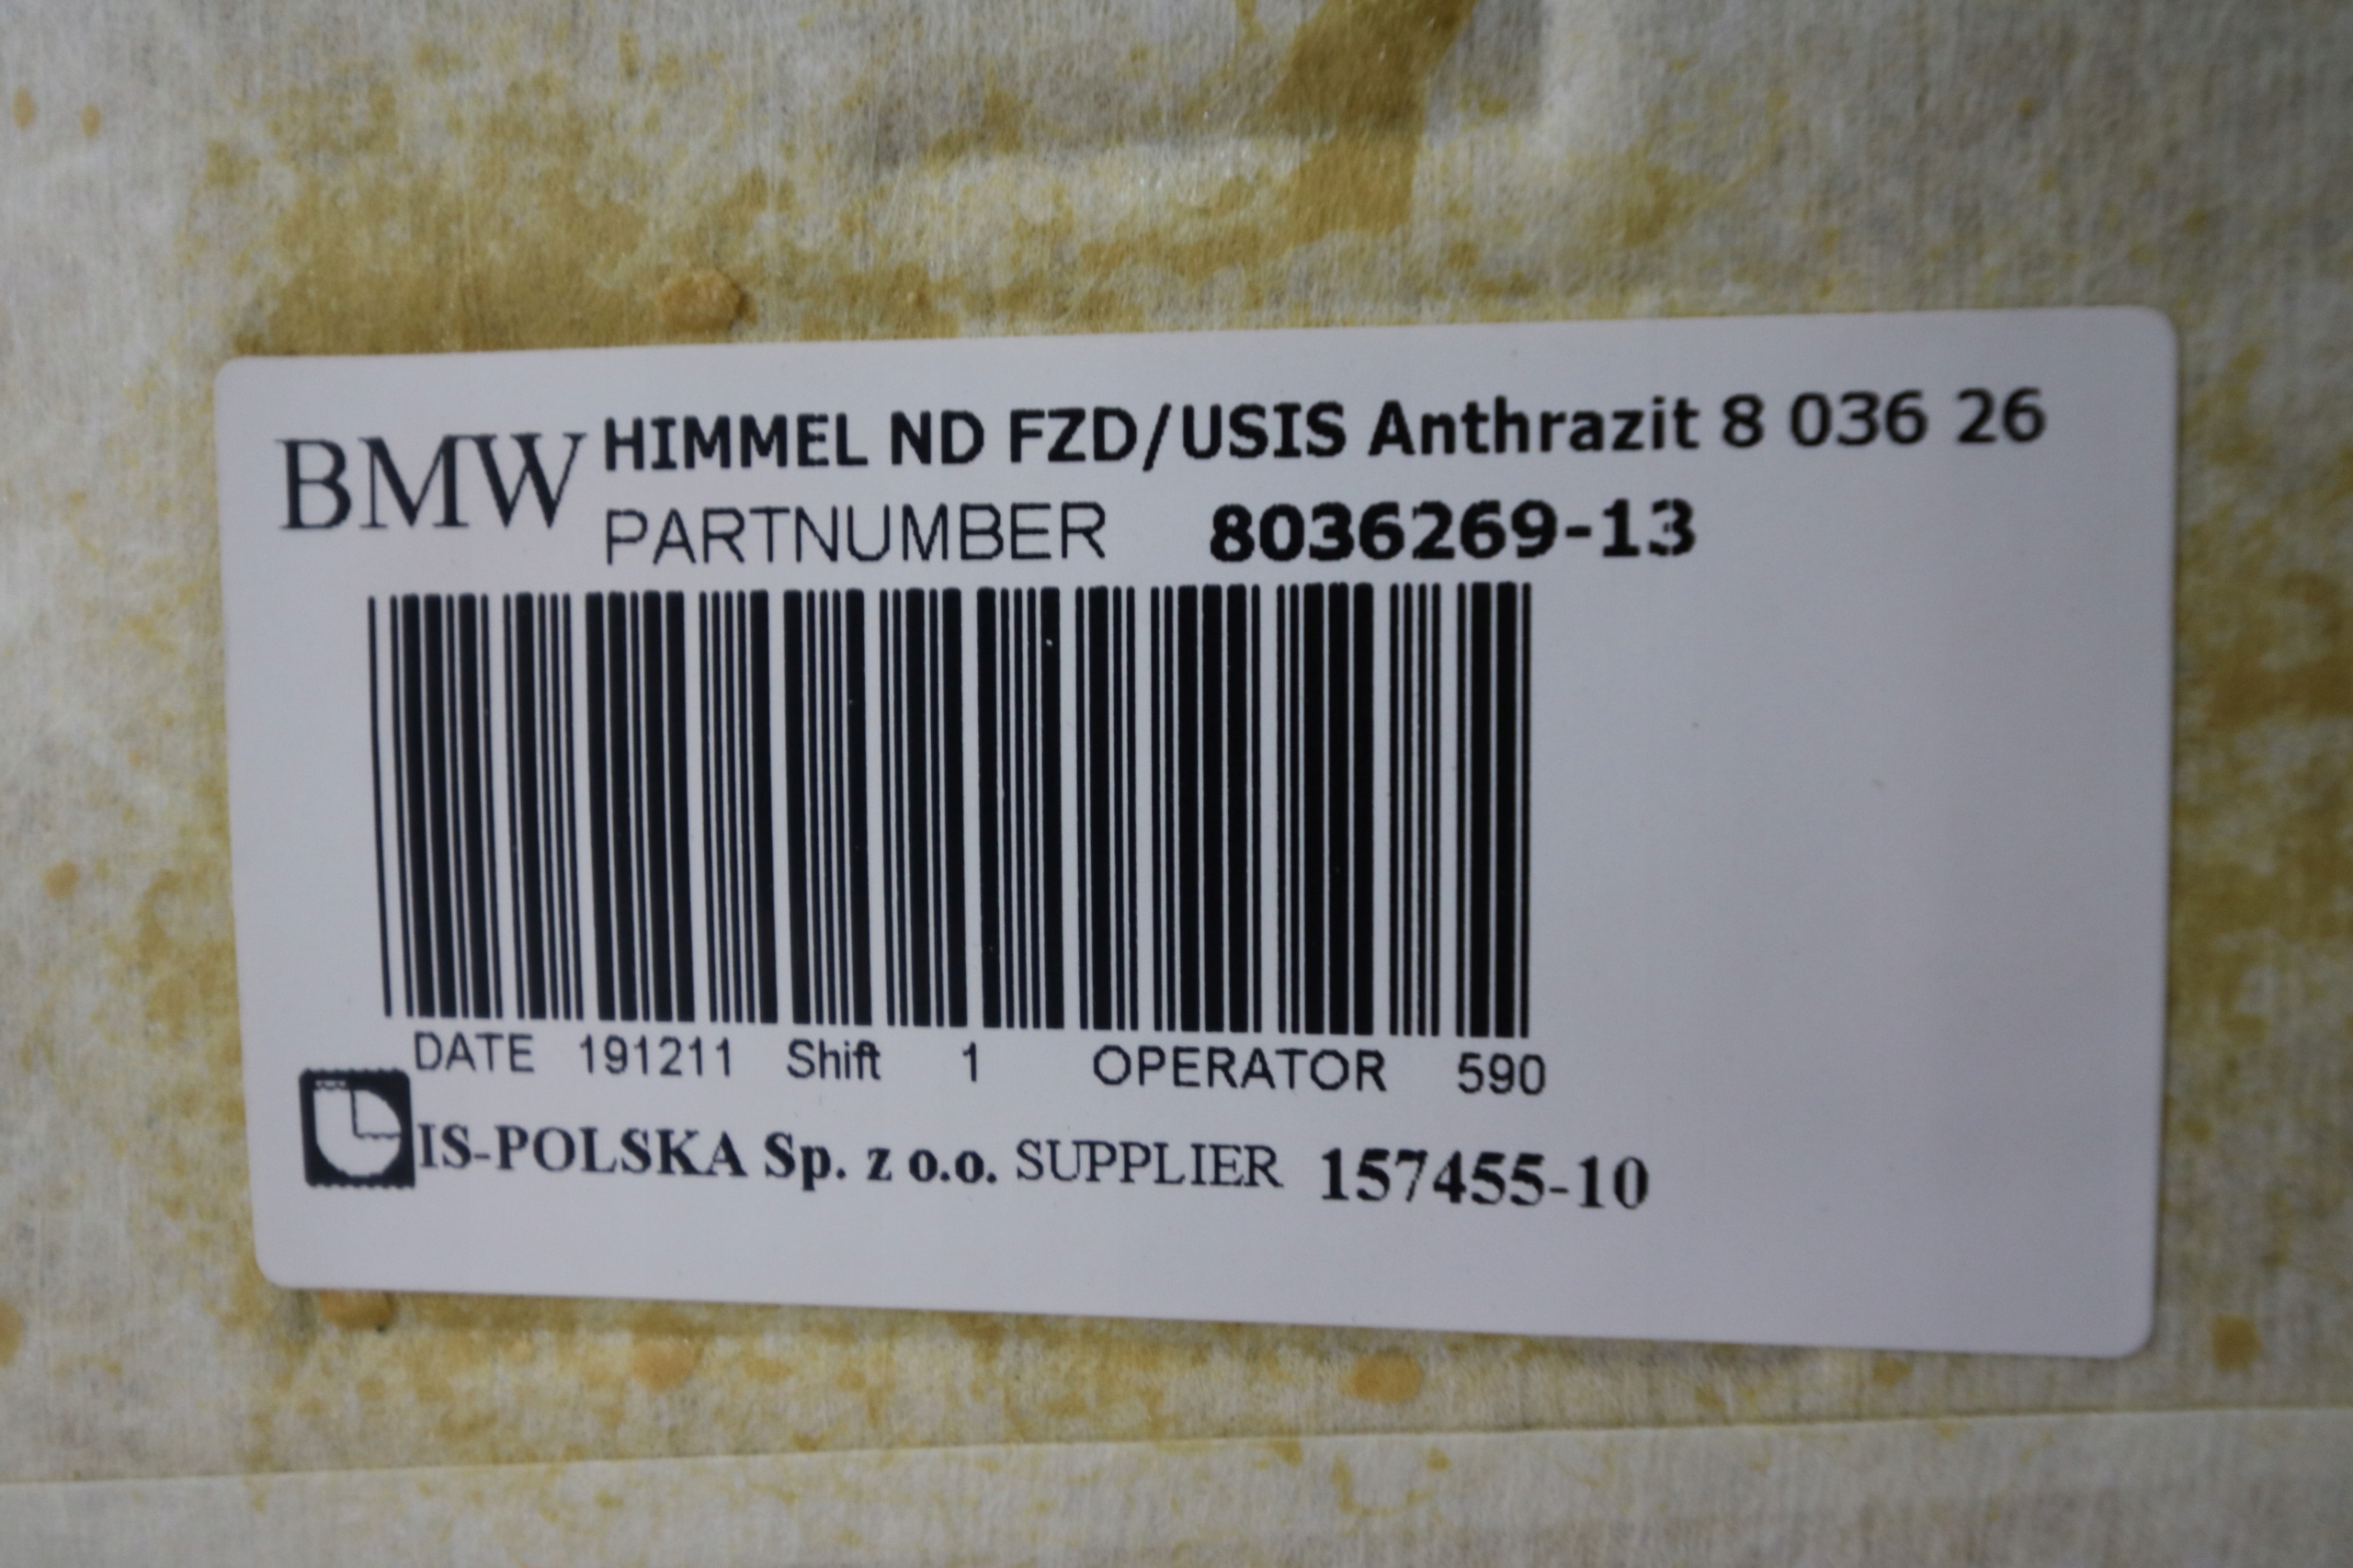 BMW HIMMEL ND FZD/USIS Anthrazit 8 036 26
PARTNUMBER 8036269-13
DATE 191211 Shift 1 OPERATOR 590
IS-POLSKA Sp. z o.o. SUPPLIER 157455-10